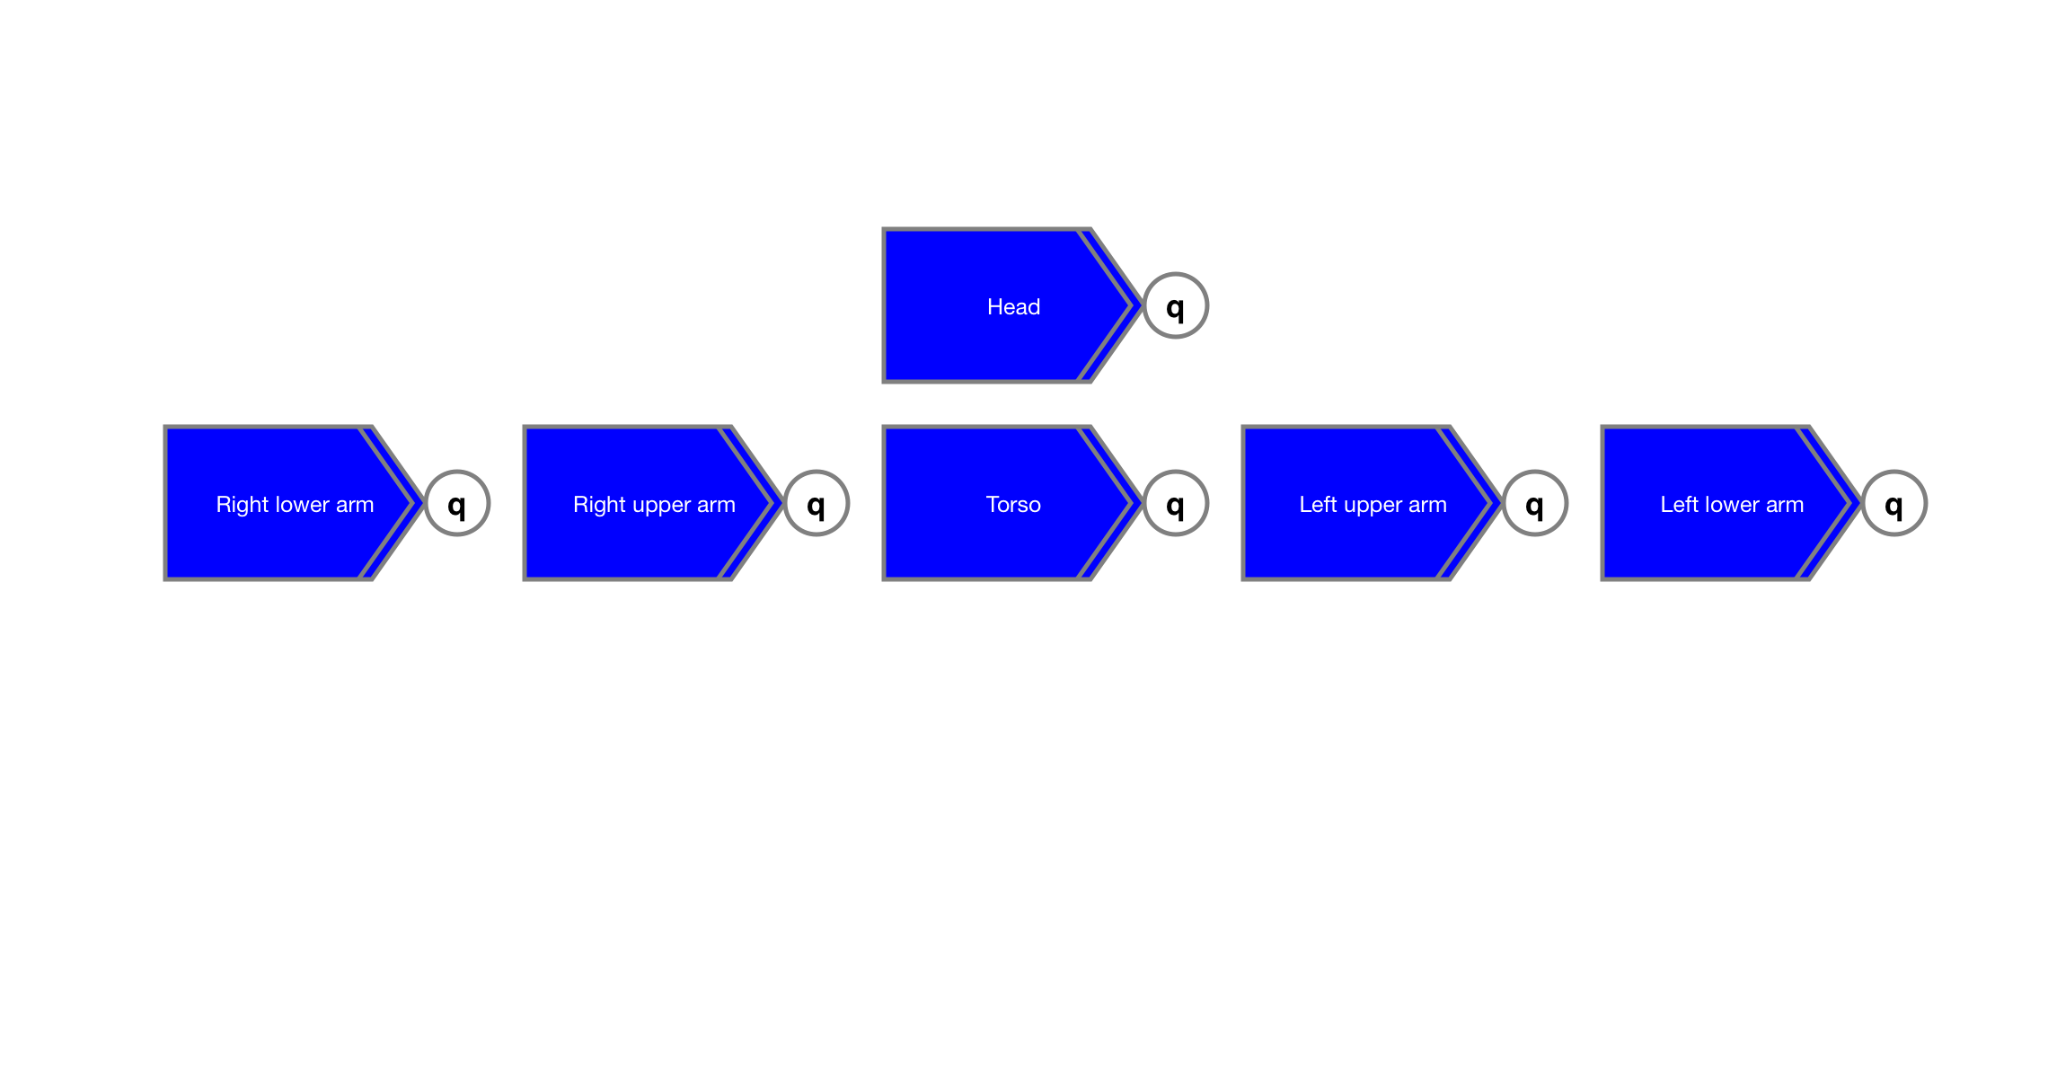 Head
q
Right lower arm
q
Right upper arm
q
Torso
q
Left upper arm
q
Left lower arm
q